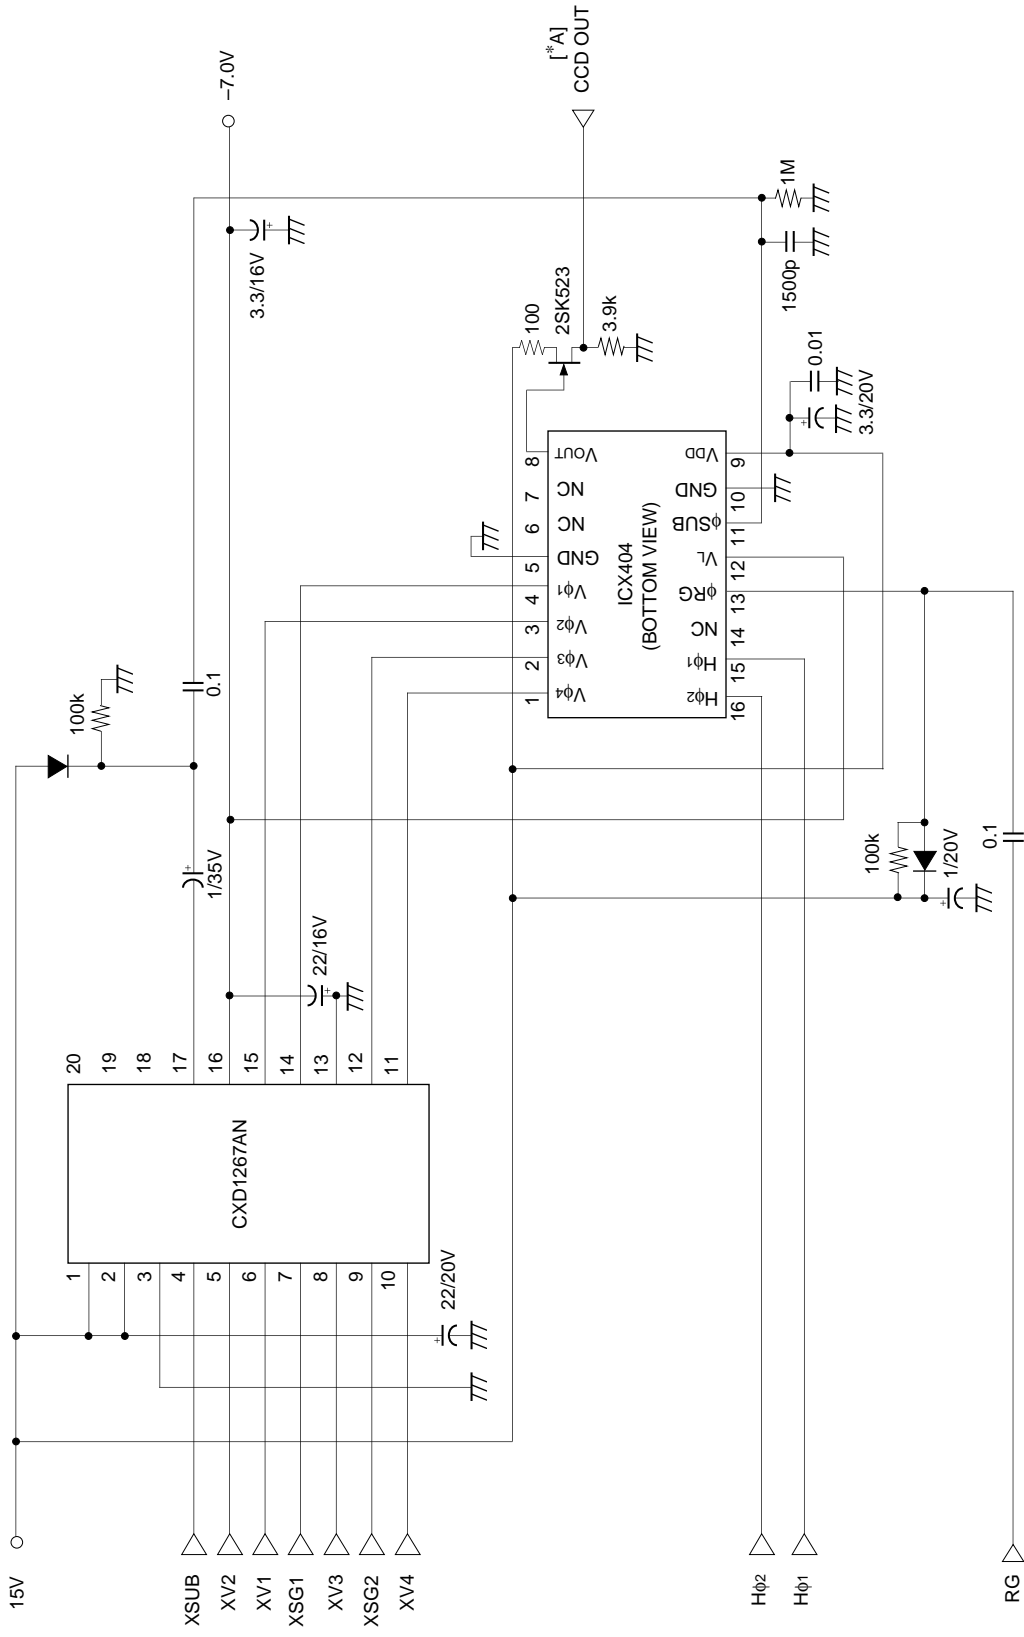 15V
–7.0V
[*A]
CCD OUT
100k
0.1
3.3/16V
1/35V
22/16V
22/20V
CXD1267AN
1
2
3
4
5
6
7
8
9
10
20
19
18
17
16
15
14
13
12
11
XSUB
XV2
XV1
XSG1
XV3
XSG2
XV4
100
2SK523
3.9k
1M
1500p
0.01
3.3/20V
ICX404
(BOTTOM VIEW)
1
2
3
4
5
6
7
8
Vϕ4
Vϕ3
Vϕ2
Vϕ1
GND
NC
NC
VOUT
16
15
14
13
12
11
10
9
Hϕ2
Hϕ1
NC
ϕRG
VL
ϕSUB
GND
VDD
100k
1/20V
0.1
Hϕ2
Hϕ1
RG